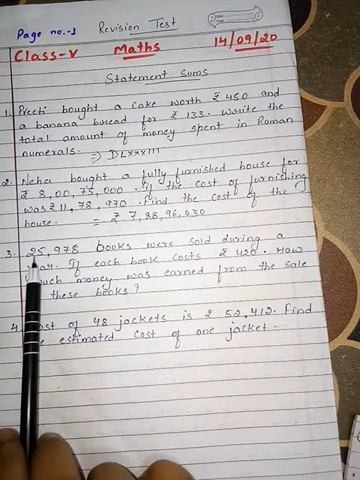 Page no.-1 Revision Test
Class-V Maths 14/09/20
Statement Sums
1. Preeti bought a cake worth ₹ 450 and
a banana bread for ₹ 133. Write the
total amount of money spent in Roman
numerals. ⇒ DLXXXIII
2. Neha bought a fully furnished house for
₹ 8,00,75,000. If the cost of furnishing
was ₹ 11,78,970. Find the cost of the
house. = ₹ 7,88,96,030
3. 25,978 books were sold during a
If each book costs ₹ 420. How
much money was earned from the sale
these books?
4. Cost of 48 jackets is ₹ 52,412. Find
estimated cost of one jacket.